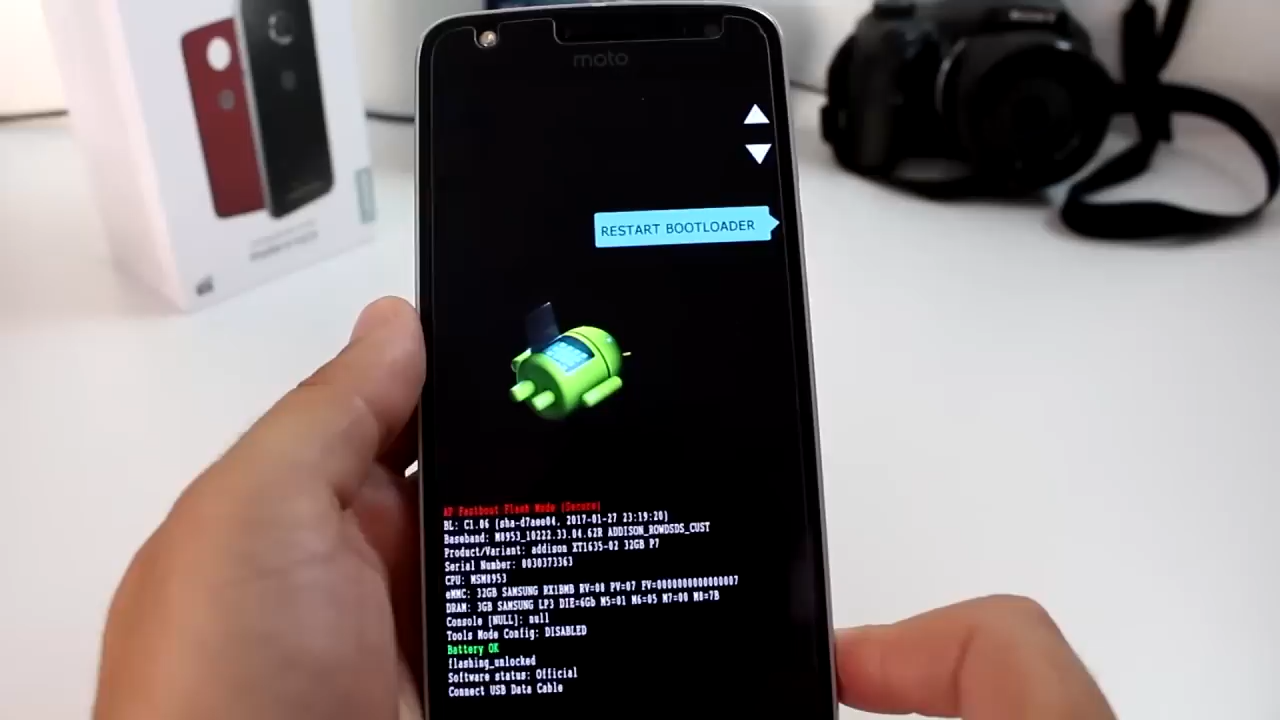 moto
RESTART BOOTLOADER
AP Fastboot Flash Mode (Secure)
BL: C1.06 (sha-d7aee04, 2017-01-27 23:19:20)
Baseband: M8953_10222.33.04.62R ADDISON_ROWDSDS_CUST
Product/Variant: addison XT1635-02 32GB P7
Serial Number: 0030373363
CPU: MSM8953
eMMC: 32GB SAMSUNG RX1BMB RV=08 PV=07 FV=0000000000000007
DRAM: 3GB SAMSUNG LP3 DIE=6Gb M5=01 M6=05 M7=00 M8=7B
Console [NULL]: null
Tools Mode Config: DISABLED
Battery OK
flashing_unlocked
Software status: Official
Connect USB Data Cable